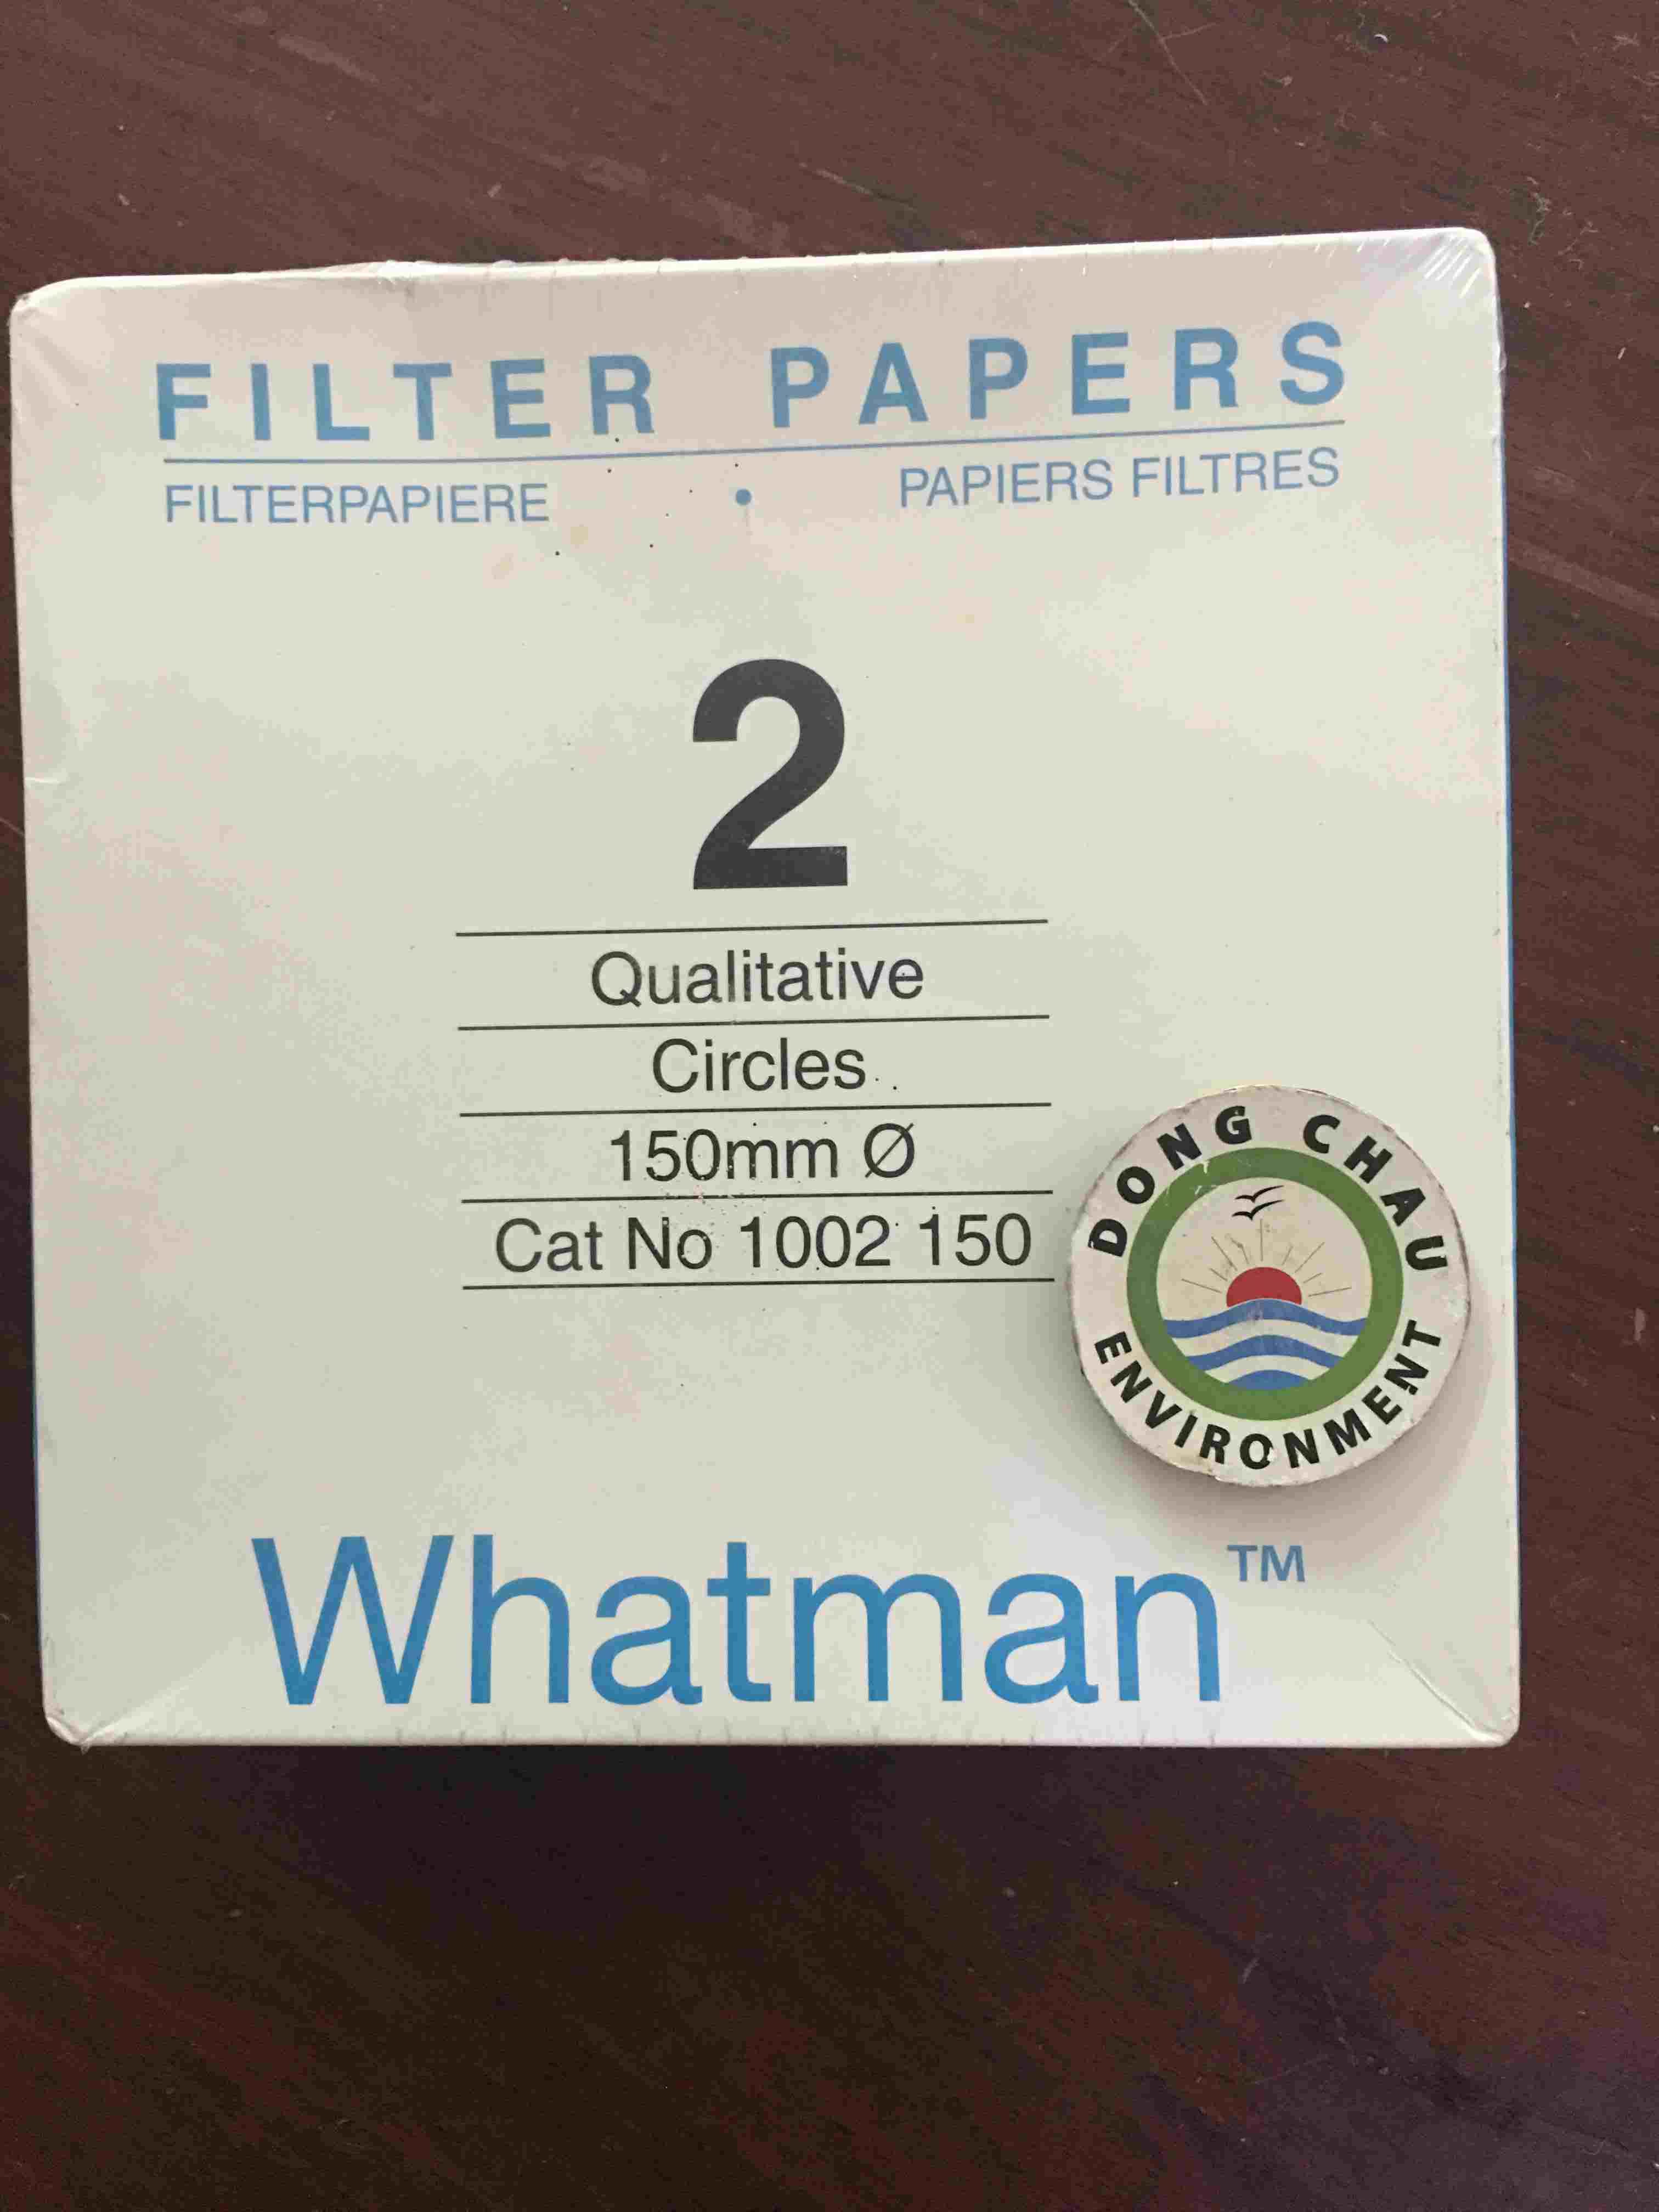 FILTER PAPERS
FILTERPAPIERE • PAPIERS FILTRES
2
Qualitative
Circles
150mm Ø
Cat No 1002 150
DONG CHAU
ENVIRONMENT
Whatman™